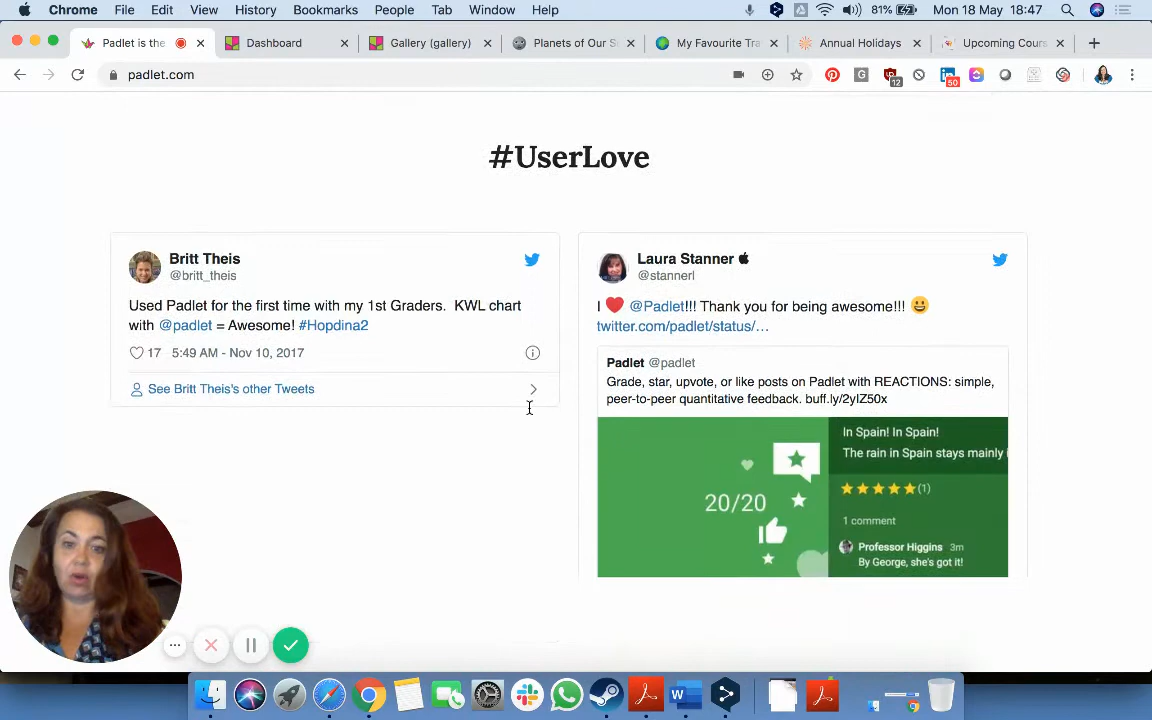 Chrome File Edit View History Bookmarks People Tab Window Help 81% Mon 18 May 18:47
Padlet is the Dashboard Gallery (gallery) Planets of Our S My Favourite Tra Annual Holidays Upcoming Cours
padlet.com
12
50
#UserLove
Britt Theis
@britt_theis
Used Padlet for the first time with my 1st Graders. KWL chart
with @padlet = Awesome! #Hopdina2
17 5:49 AM - Nov 10, 2017
See Britt Theis's other Tweets
Laura Stanner
@stannerl
I ❤️ @Padlet!!! Thank you for being awesome!!! 😀
twitter.com/padlet/status/…
Padlet @padlet
Grade, star, upvote, or like posts on Padlet with REACTIONS: simple,
peer-to-peer quantitative feedback. buff.ly/2yIZ50x
20/20
In Spain! In Spain!
The rain in Spain stays mainly
(1)
1 comment
Professor Higgins 3m
By George, she's got it!